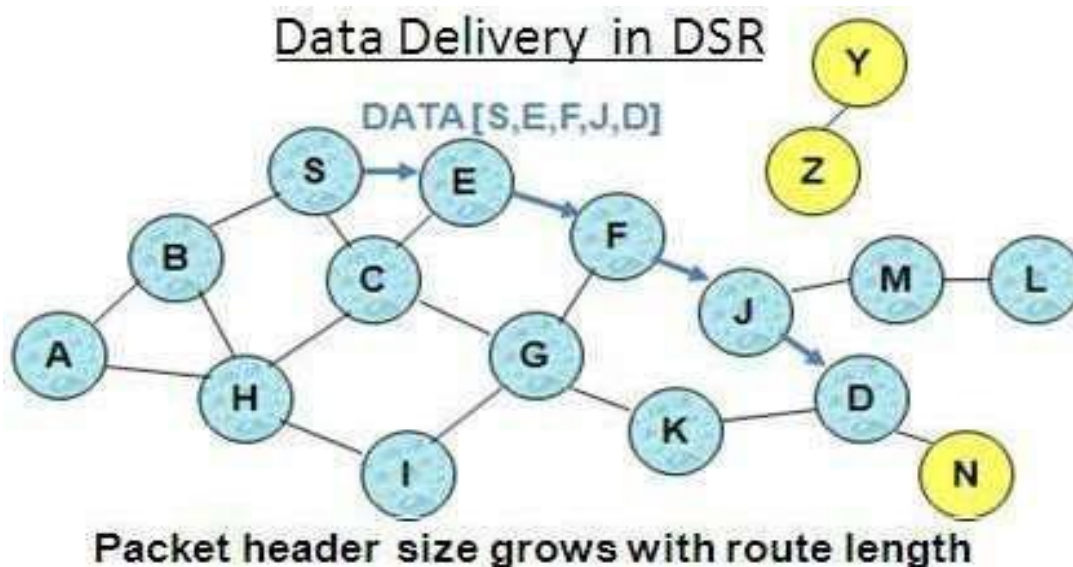 Data Delivery in DSR
Y
DATA [S,E,F,J,D]
Z
S
E
F
B
C
M
L
J
A
G
H
D
K
I
N
Packet header size grows with route length